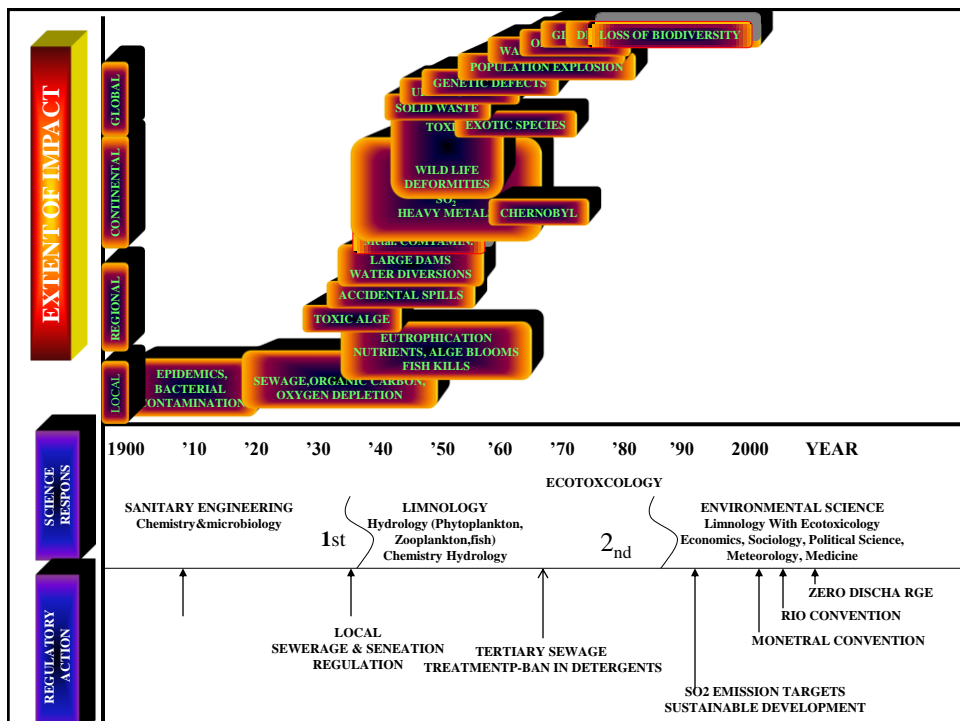 EXTENT OF IMPACT
GLOBAL
CONTINENTAL
REGIONAL
LOCAL
LOSS OF BIODIVERSITY
POPULATION EXPLOSION
GENETIC DEFECTS
SOLID WASTE
EXOTIC SPECIES
WILD LIFE
DEFORMITIES
SO2
HEAVY METAL
CHERNOBYL
Metal. COMTAMIN.
LARGE DAMS
WATER DIVERSIONS
ACCIDENTAL SPILLS
TOXIC ALGE
EUTROPHICATION
NUTRIENTS, ALGE BLOOMS
FISH KILLS
EPIDEMICS,
BACTERIAL
CONTAMINATION
SEWAGE,ORGANIC CARBON,
OXYGEN DEPLETION
1900 ’10 ’20 ’30 ’40 ’50 ’60 ’70 ’80 ’90 2000 YEAR
SCIENCE
RESPONS
ECOTOXCOLOGY
SANITARY ENGINEERING
Chemistry&microbiology
1st
LIMNOLOGY
Hydrology (Phytoplankton,
Zooplankton,fish)
Chemistry Hydrology
2nd
ENVIRONMENTAL SCIENCE
Limnology With Ecotoxicology
Economics, Sociology, Political Science,
Meteorology, Medicine
REGULATORY
ACTION
ZERO DISCHA RGE
RIO CONVENTION
MONETRAL CONVENTION
LOCAL
SEWERAGE & SENEATION
REGULATION
TERTIARY SEWAGE
TREATMENTP-BAN IN DETERGENTS
SO2 EMISSION TARGETS
SUSTAINABLE DEVELOPMENT